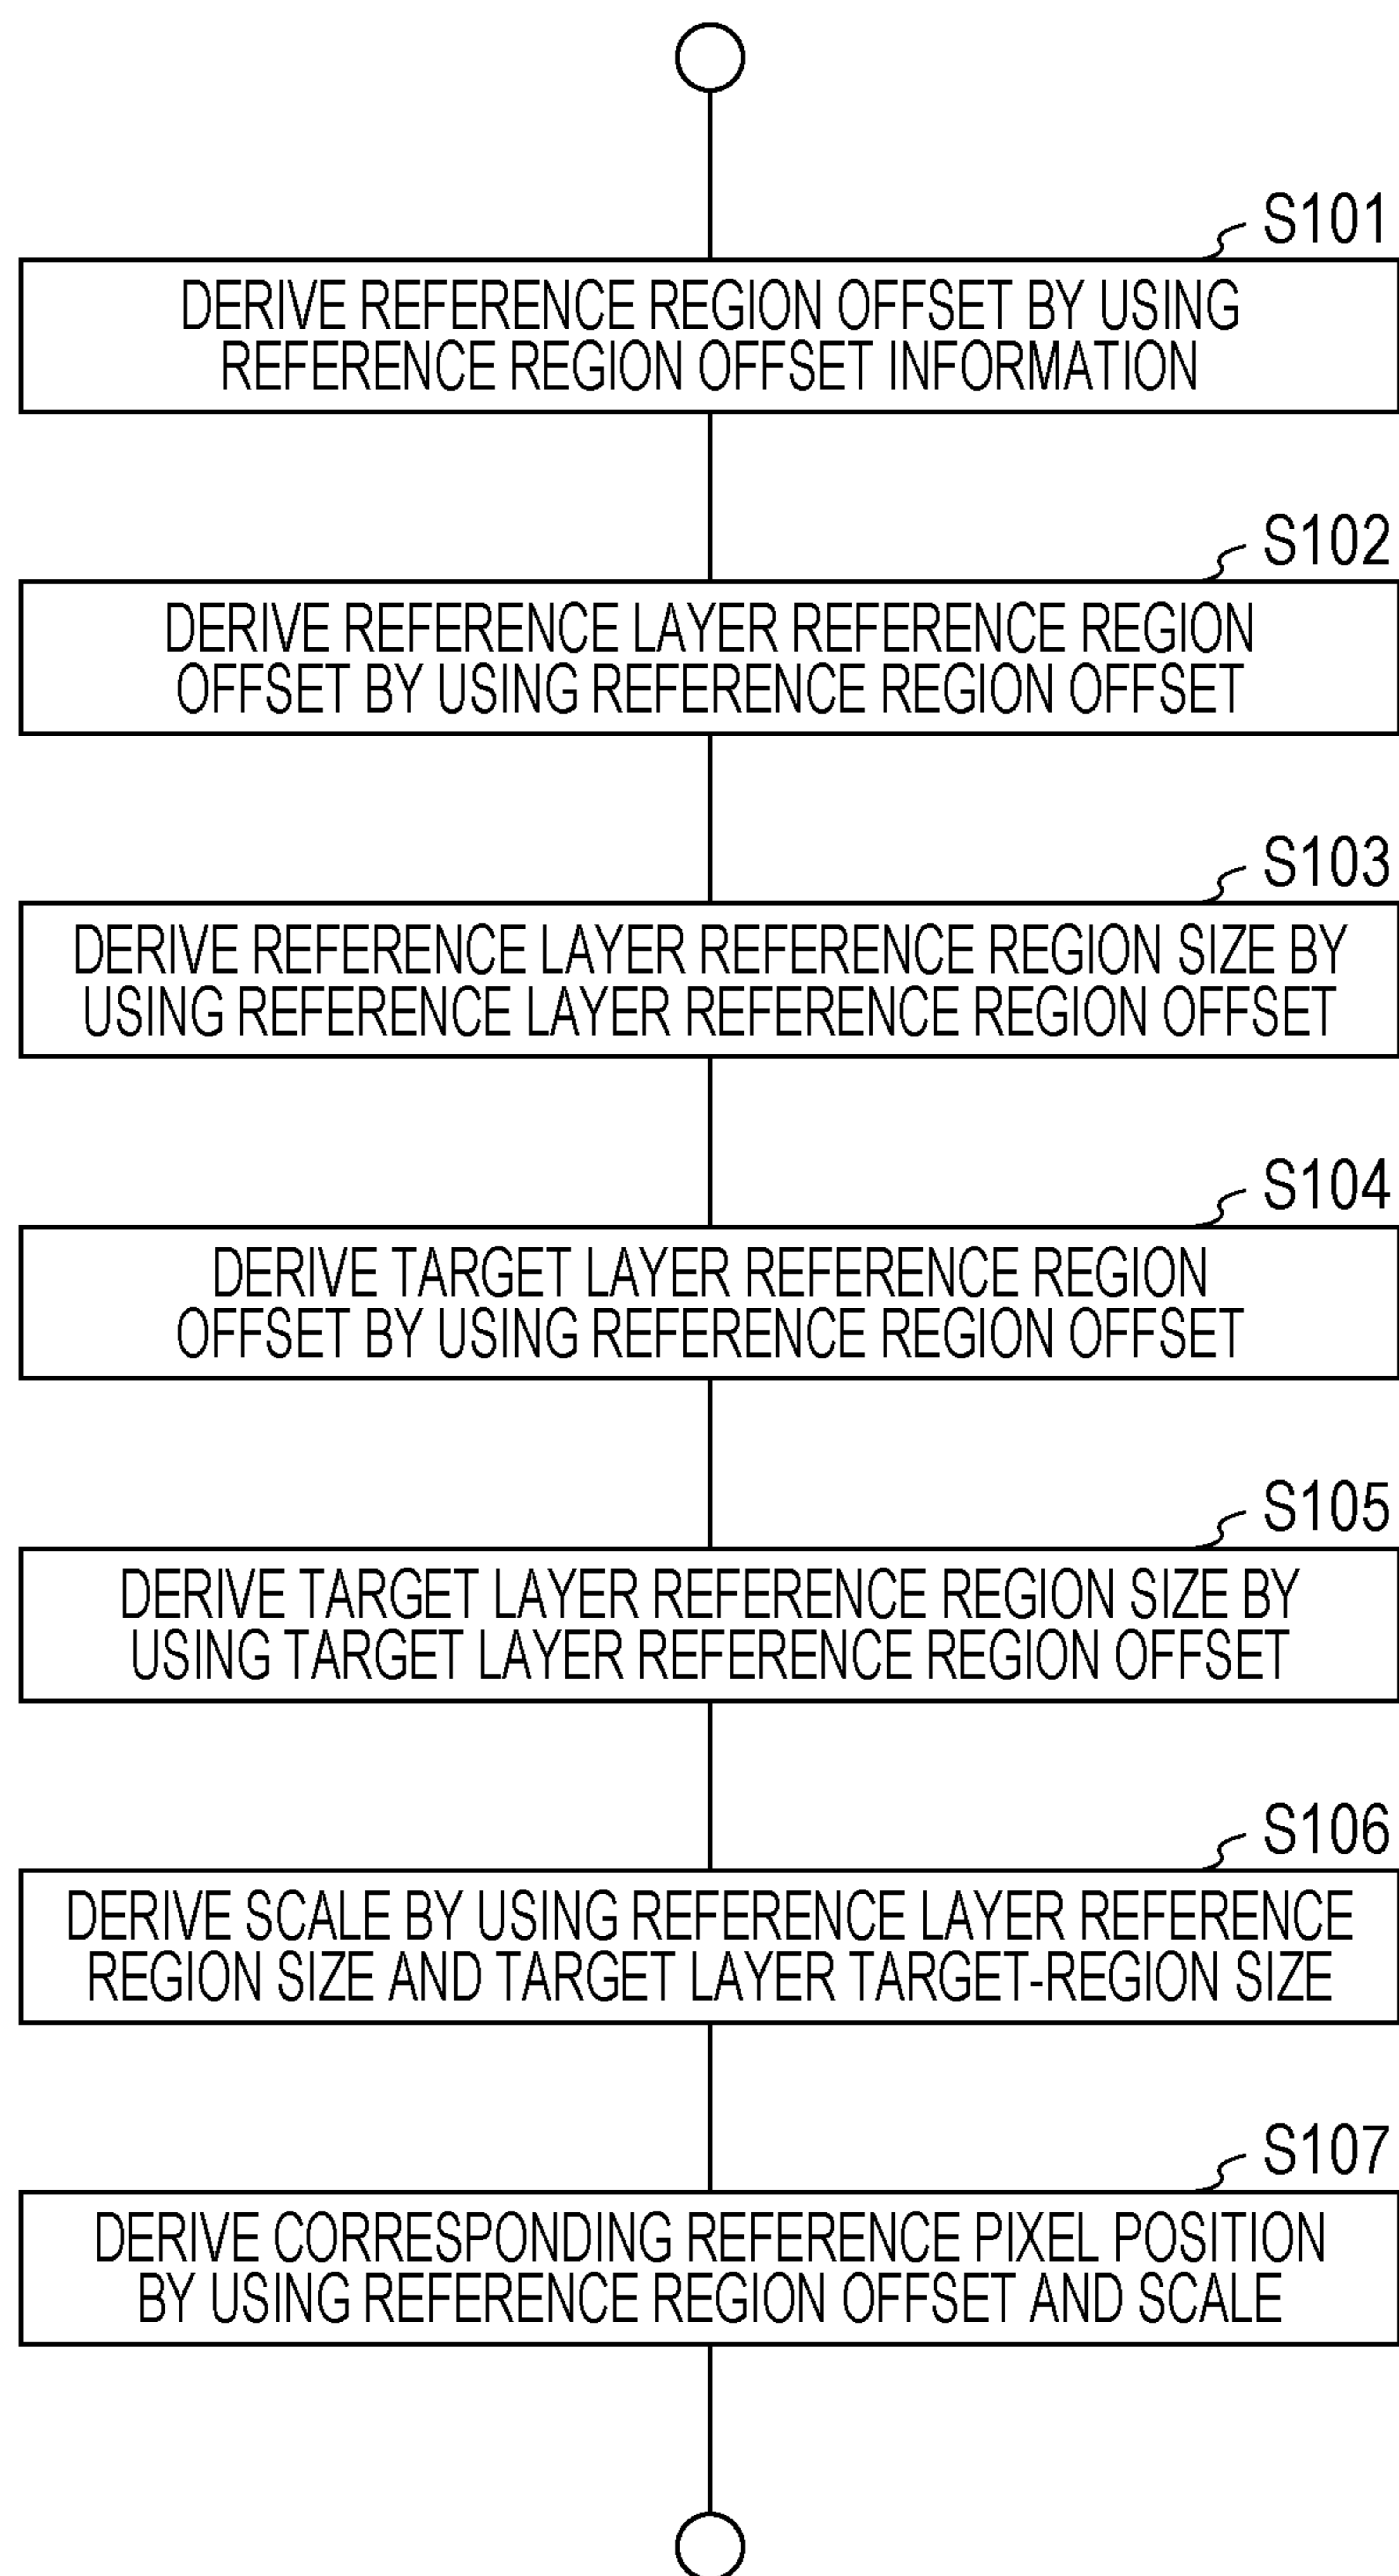 S101
DERIVE REFERENCE REGION OFFSET BY USING
REFERENCE REGION OFFSET INFORMATION
S102
DERIVE REFERENCE LAYER REFERENCE REGION
OFFSET BY USING REFERENCE REGION OFFSET
S103
DERIVE REFERENCE LAYER REFERENCE REGION SIZE BY
USING REFERENCE LAYER REFERENCE REGION OFFSET
S104
DERIVE TARGET LAYER REFERENCE REGION
OFFSET BY USING REFERENCE REGION OFFSET
S105
DERIVE TARGET LAYER REFERENCE REGION SIZE BY
USING TARGET LAYER REFERENCE REGION OFFSET
S106
DERIVE SCALE BY USING REFERENCE LAYER REFERENCE
REGION SIZE AND TARGET LAYER TARGET-REGION SIZE
S107
DERIVE CORRESPONDING REFERENCE PIXEL POSITION
BY USING REFERENCE REGION OFFSET AND SCALE